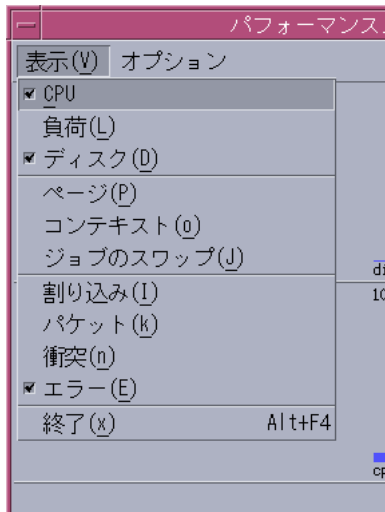 パフォーマンス
表示(V) オプション
CPU
負荷(L)
ディスク(D)
ページ(P)
コンテキスト(o)
ジョブのスワップ(J)
di
割り込み(I)
10
パケット(k)
衝突(n)
エラー(E)
終了(x) Alt+F4
cp